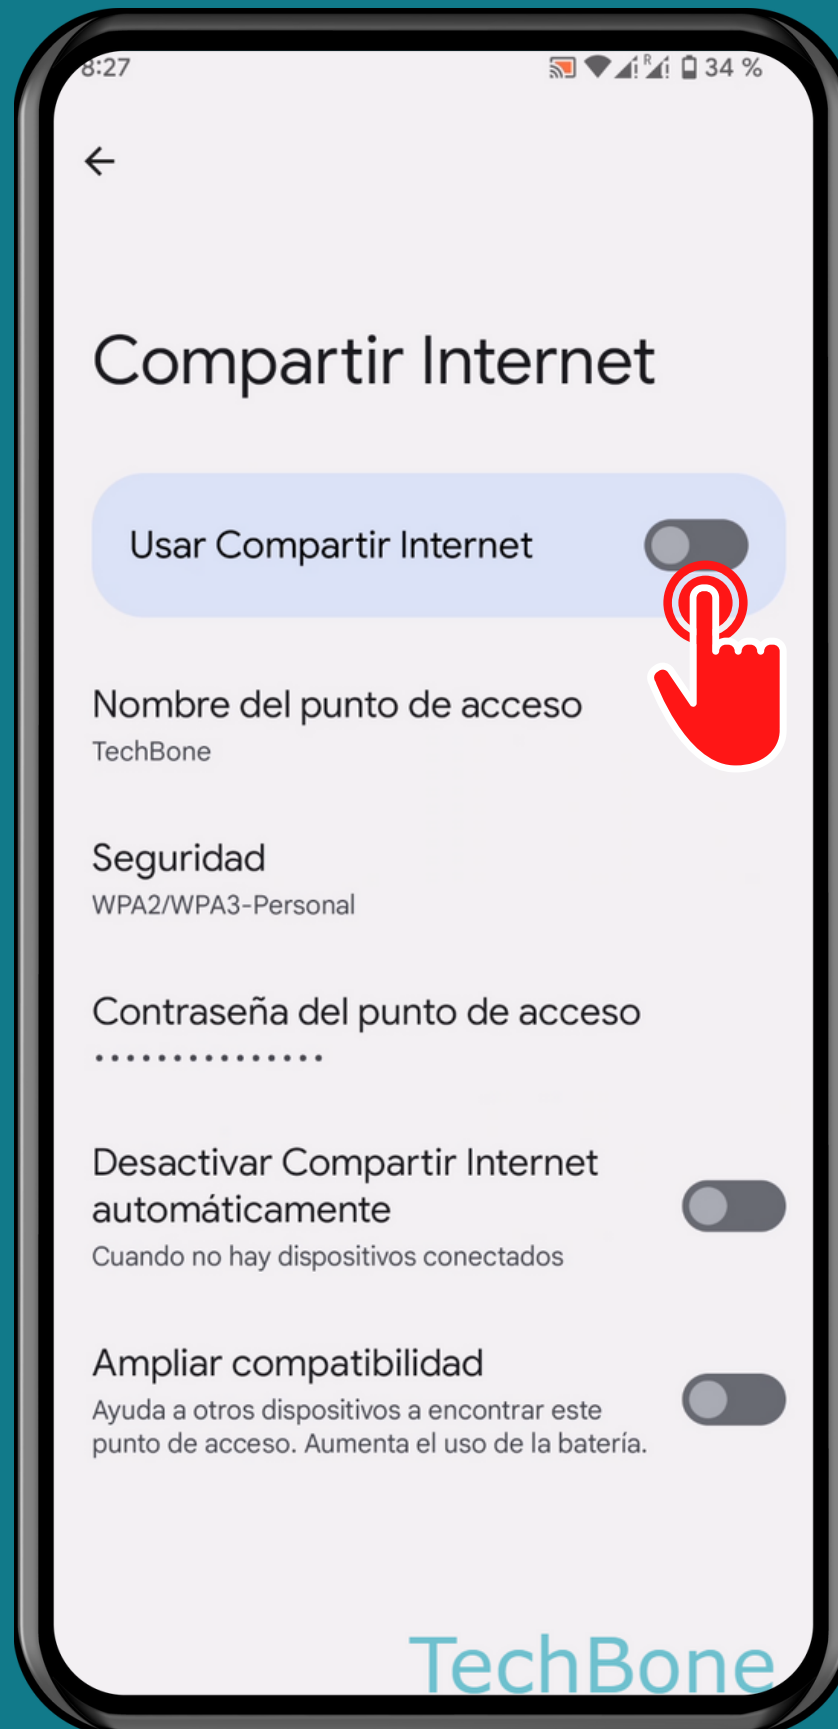 8:27 R 34 %
Compartir Internet
Usar Compartir Internet
Nombre del punto de acceso
TechBone
Seguridad
WPA2/WPA3-Personal
Contraseña del punto de acceso
···············
Desactivar Compartir Internet
automáticamente
Cuando no hay dispositivos conectados
Ampliar compatibilidad
Ayuda a otros dispositivos a encontrar este
punto de acceso. Aumenta el uso de la batería.
TechBone